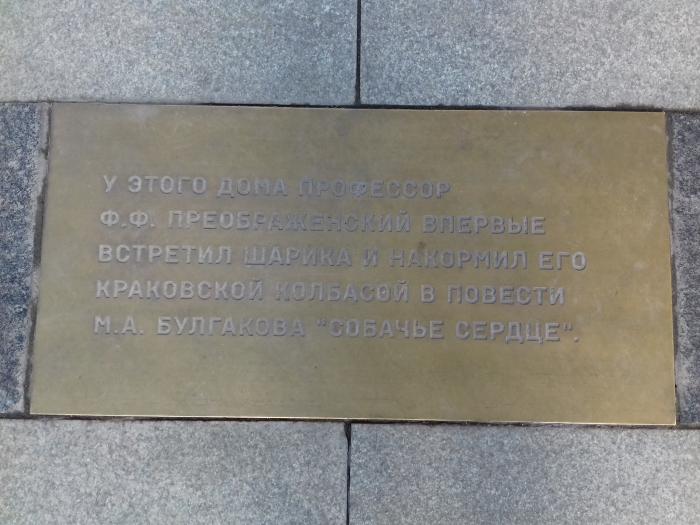 У ЭТОГО ДОМА ПРОФЕССОР
Ф.Ф. ПРЕОБРАЖЕНСКИЙ ВПЕРВЫЕ
ВСТРЕТИЛ ШАРИКА И НАКОРМИЛ ЕГО
КРАКОВСКОЙ КОЛБАСОЙ В ПОВЕСТИ
М.А. БУЛГАКОВА "СОБАЧЬЕ СЕРДЦЕ".